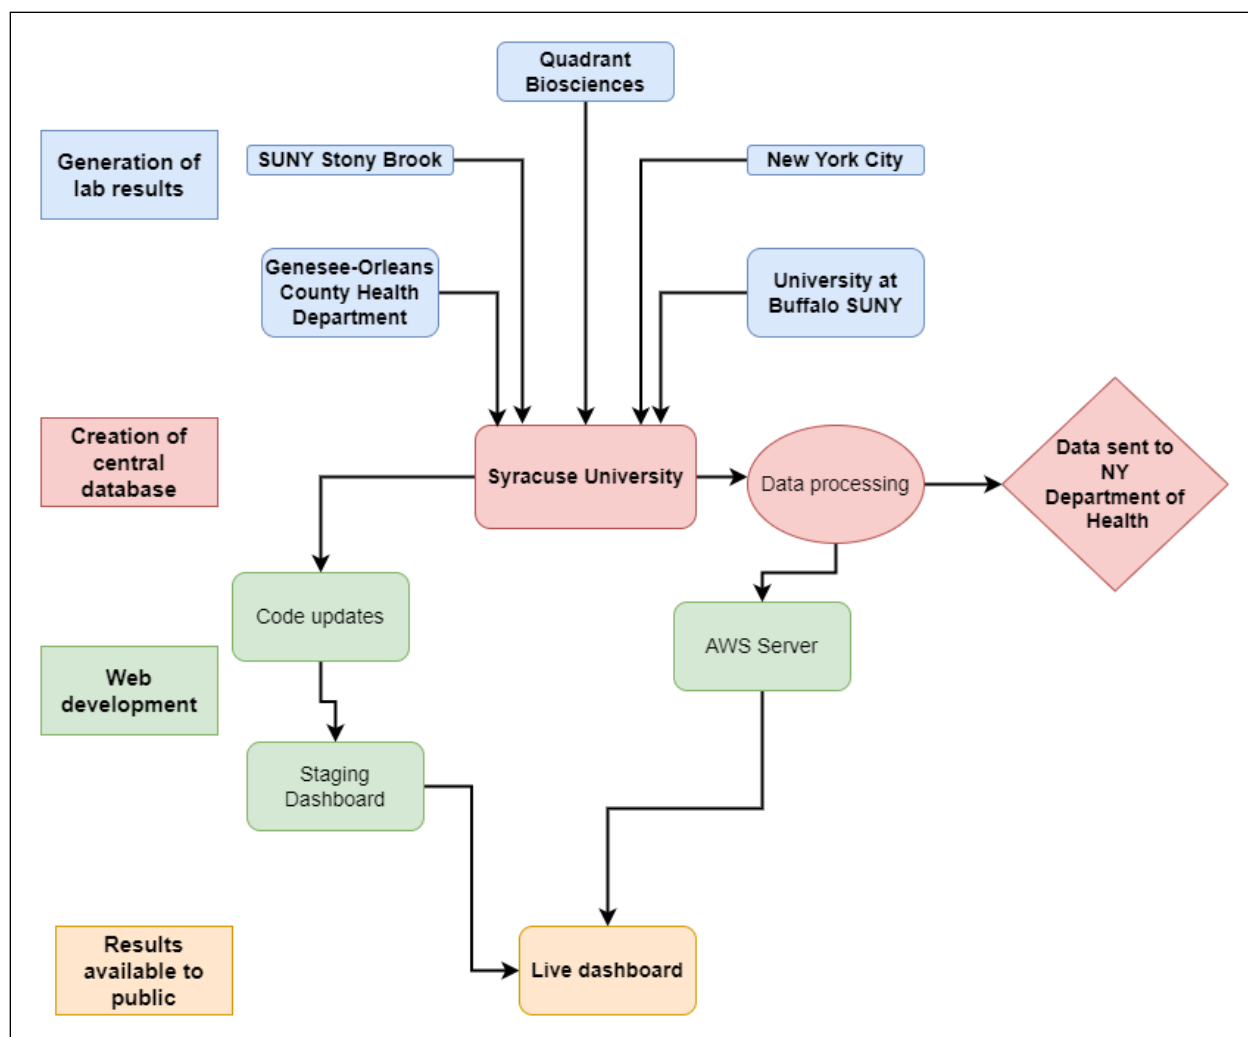 Quadrant
Biosciences
Generation of
lab results
SUNY Stony Brook
New York City
Genesee-Orleans
County Health
Department
University at
Buffalo SUNY
Creation of
central
database
Syracuse University
Data processing
Data sent to
NY
Department of
Health
Code updates
AWS Server
Web
development
Staging
Dashboard
Results
available to
public
Live dashboard